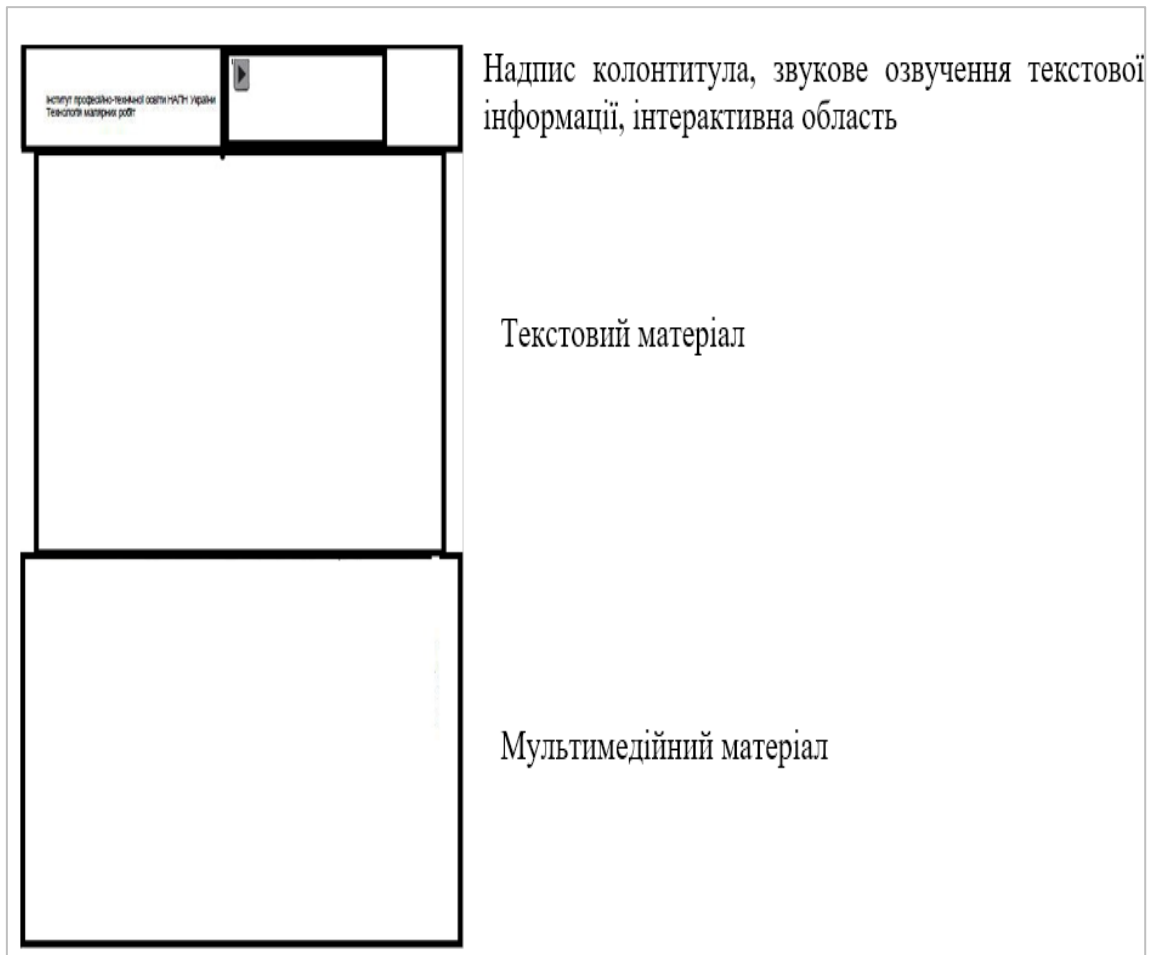 Інститут професійно-технічної освіти НАПН України
Технологія малярних робіт
Надпис колонтитула, звукове озвучення текстової
інформації, інтерактивна область
Текстовий матеріал
Мультимедійний матеріал